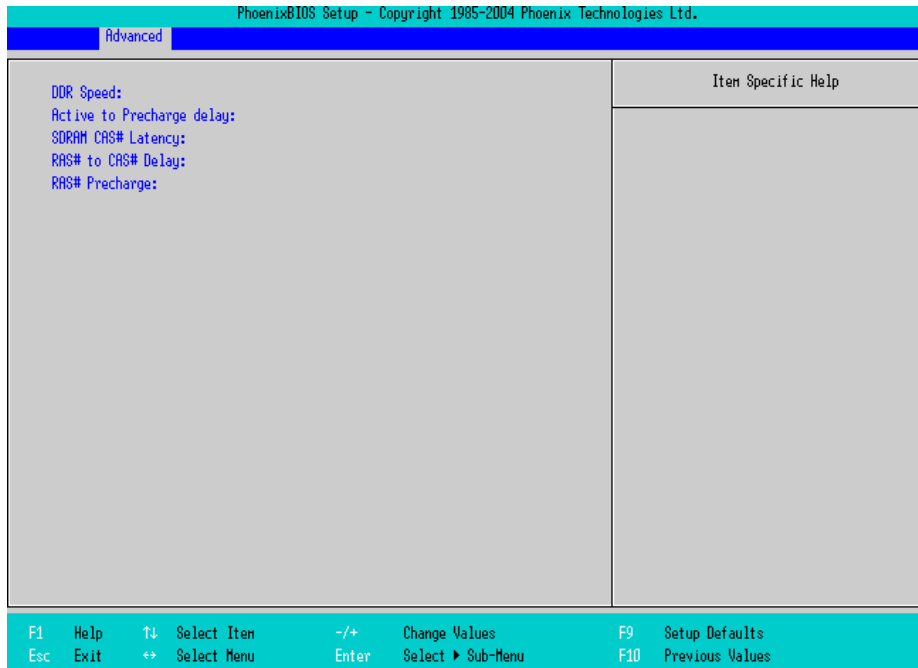 PhoenixBIOS Setup - Copyright 1985-2004 Phoenix Technologies Ltd.
Advanced
Item Specific Help
DDR Speed:
Active to Precharge delay:
SDRAM CAS# Latency:
RAS# to CAS# Delay:
RAS# Precharge:
F1 Help ↑↓ Select Item -/+ Change Values F9 Setup Defaults
Esc Exit ↔ Select Menu Enter Select ▶ Sub-Menu F10 Previous Values